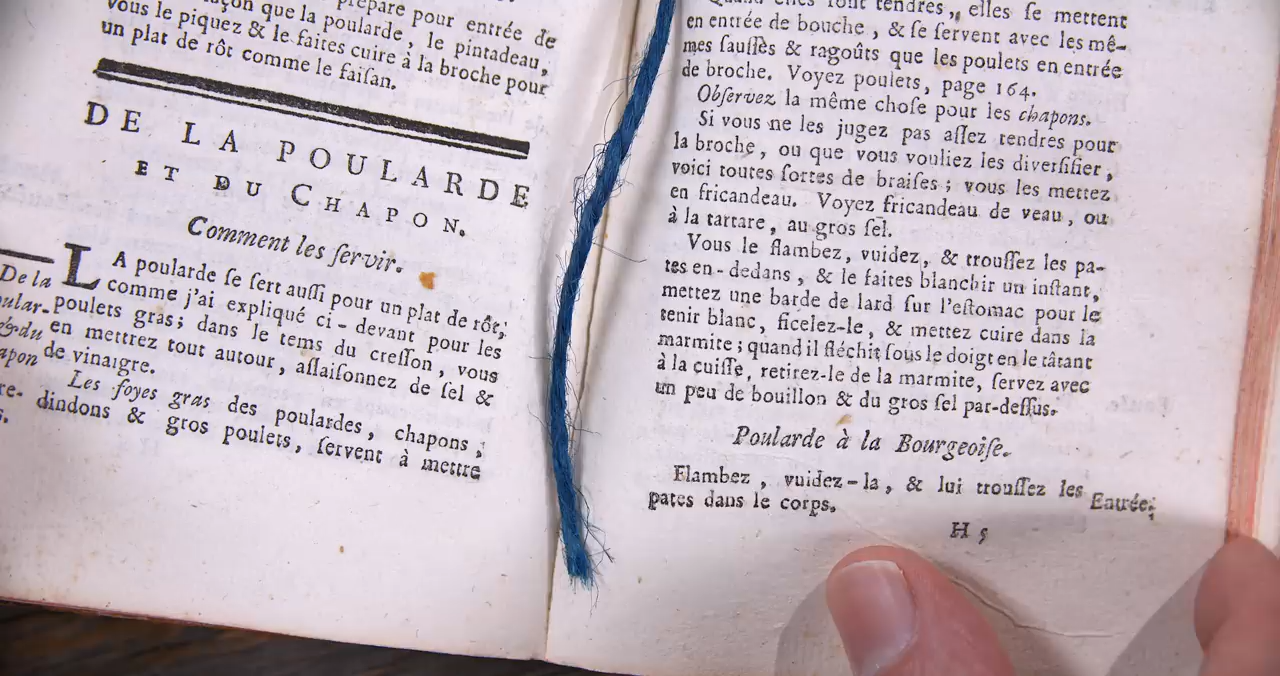 prépare pour entrée de
façon que la poularde, le pintadeau,
vous le piquez & le faites cuire à la broche pour
un plat de rôt comme le faiſan.
DE LA POULARDE
ET DU CHAPON.
Comment les ſervir.
LA poularde ſe ſert auſſi pour un plat de rôt,
comme j'ai expliqué ci-devant pour les
poulets gras; dans le tems du creſſon, vous
en mettrez tout autour, aſſaiſonnez de ſel &
de vinaigre.
Les foyes gras des poulardes, chapons,
dindons & gros poulets, ſervent à mettre
De la
& du
tendres, elles ſe mettent
en entrée de bouche, & ſe ſervent avec les mê-
mes ſauſſes & ragoûts que les poulets en entrée
de broche. Voyez poulets, page 164.
Obſervez la même choſe pour les chapons.
Si vous ne les jugez pas aſſez tendres pour
la broche, ou que vous vouliez les diverſifier,
voici toutes ſortes de braiſes; vous les mettez
en fricandeau. Voyez fricandeau de veau, ou
à la tartare, au gros ſel.
Vous le flambez, vuidez, & trouſſez les pa-
tes en-dedans, & le faites blanchir un inſtant,
mettez une barde de lard ſur l'eſtomac pour le
tenir blanc, ficelez-le, & mettez cuire dans la
marmite; quand il fléchit ſous le doigt en le tâtant
à la cuiſſe, retirez-le de la marmite, ſervez avec
un peu de bouillon & du gros ſel par-deſſus.
Poularde à la Bourgeoiſe.
Flambez, vuidez-la, & lui trouſſez les
pates dans le corps.
Entrée;
H 5